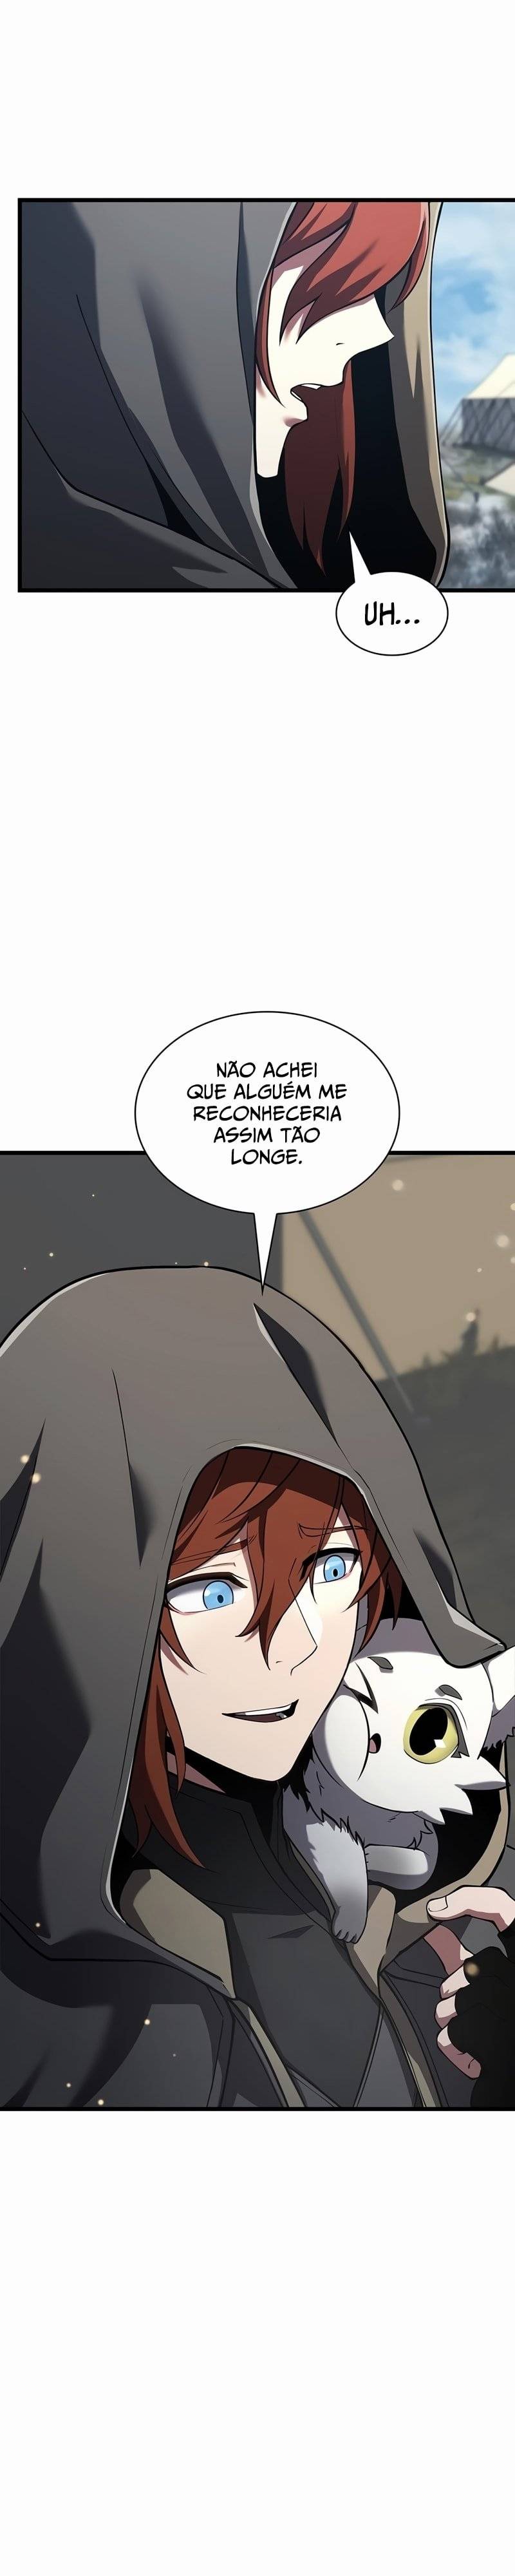 UH...
NÃO ACHEI
QUE ALGUÉM ME
RECONHECERIA
ASSIM TÃO
LONGE.